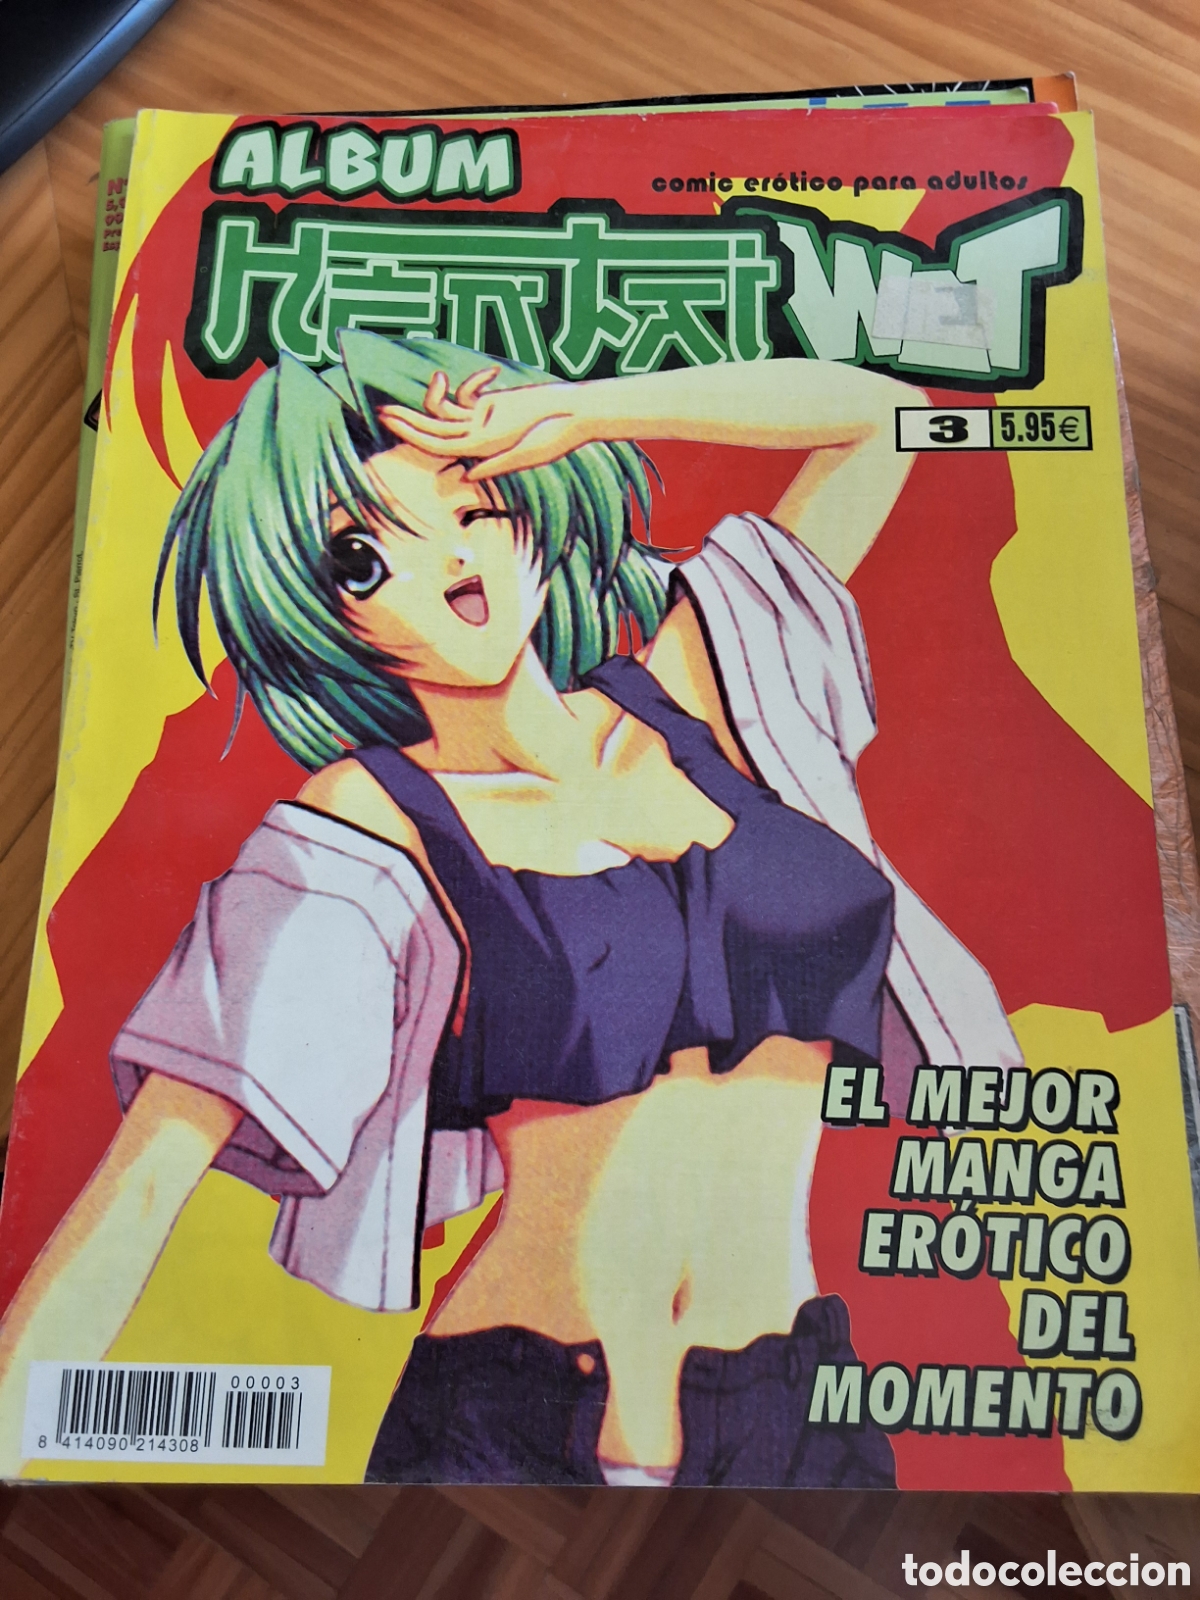 ALBUM
comic erótico para adultos
Hentai WET
3 5.95€
EL MEJOR
MANGA
ERÓTICO
DEL
MOMENTO
00003
8 414090 214308
todocoleccion